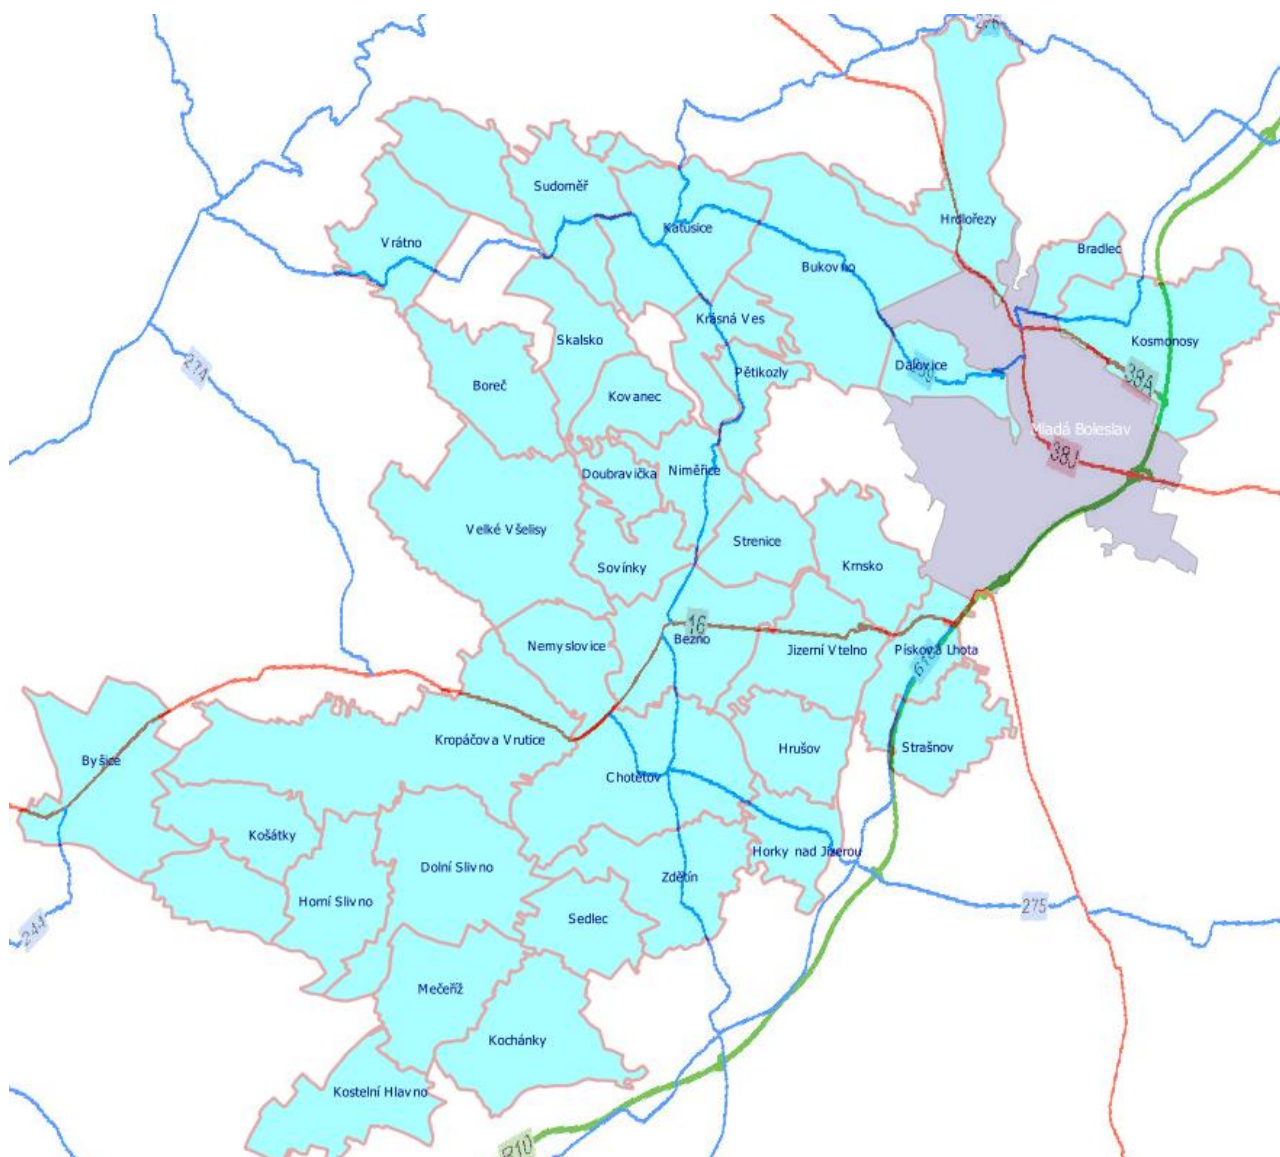 Sudoměř
Hrdlořezy
Katusice
Vrátno
Bradlec
Bukovno
Krásná Ves
Skalsko
Kosmonosy
Dalovice
Pětikozly
274
38A
Boreč
Kovanec
Mladá Boleslav
38J
Doubravička
Niměřice
Velké Všelisy
Strenice
Sovínky
Krnsko
16
Bezno
Nemyslovice
Jizerní Vtelno
Písková Lhota
610
Kropáčova Vrutice
Hrušov
Strašnov
Byšice
Chotětov
Košátky
Horky nad Jizerou
Dolní Slivno
Zdětín
Horní Slivno
275
Sedlec
244
Mečeříž
Kochánky
Kostelní Hlavno
R10